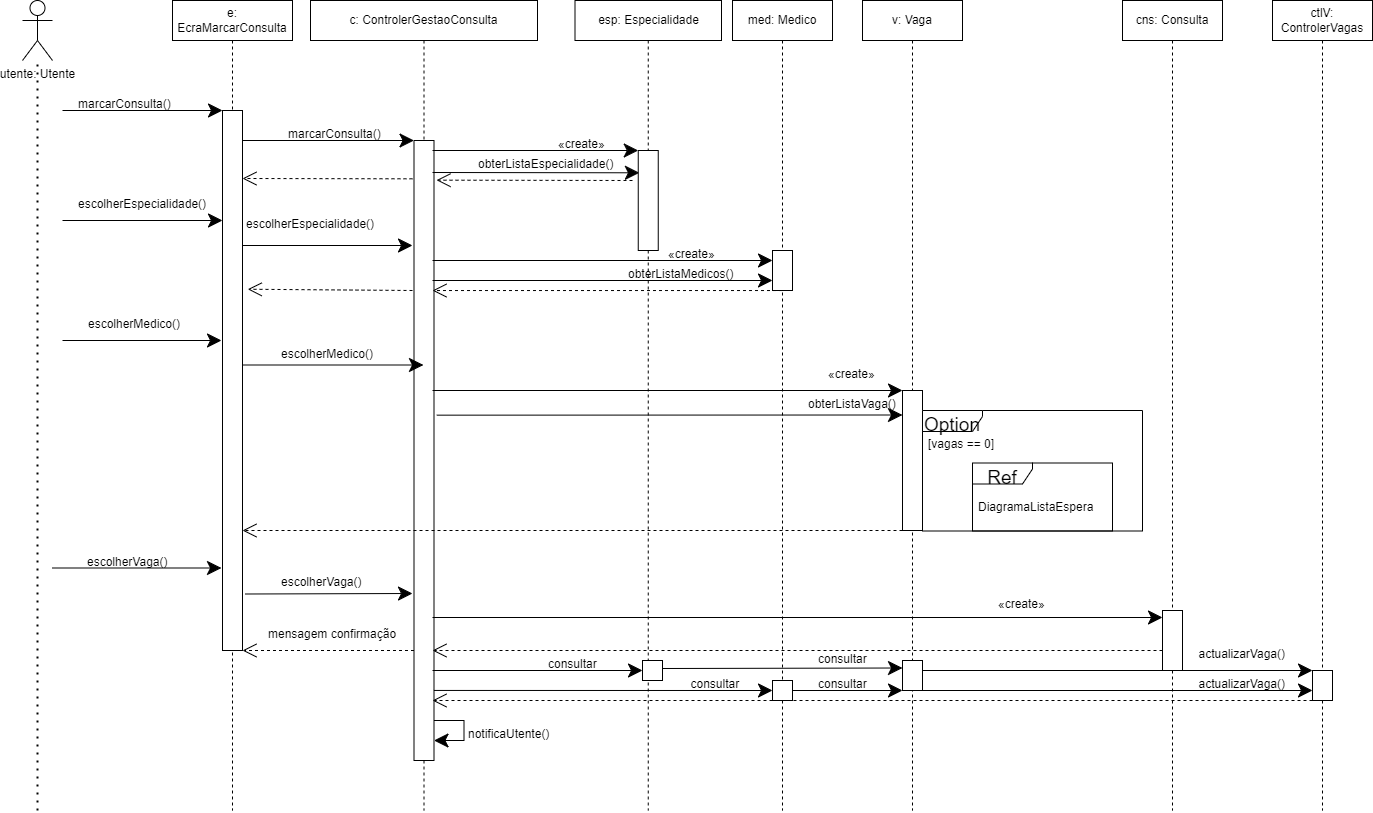 e:
EcraMarcarConsulta
c: ControlerGestaoConsulta
esp: Especialidade
med: Medico
v: Vaga
cns: Consulta
ctlV:
ControlerVagas
utente: Utente
marcarConsulta()
marcarConsulta()
«create»
obterListaEspecialidade()
escolherEspecialidade()
escolherEspecialidade()
«create»
obterListaMedicos()
escolherMedico()
escolherMedico()
«create»
obterListaVaga()
Option
[vagas == 0]
Ref
DiagramaListaEspera
escolherVaga()
escolherVaga()
«create»
mensagem confirmação
consultar
consultar
actualizarVaga()
consultar
consultar
actualizarVaga()
notificaUtente()